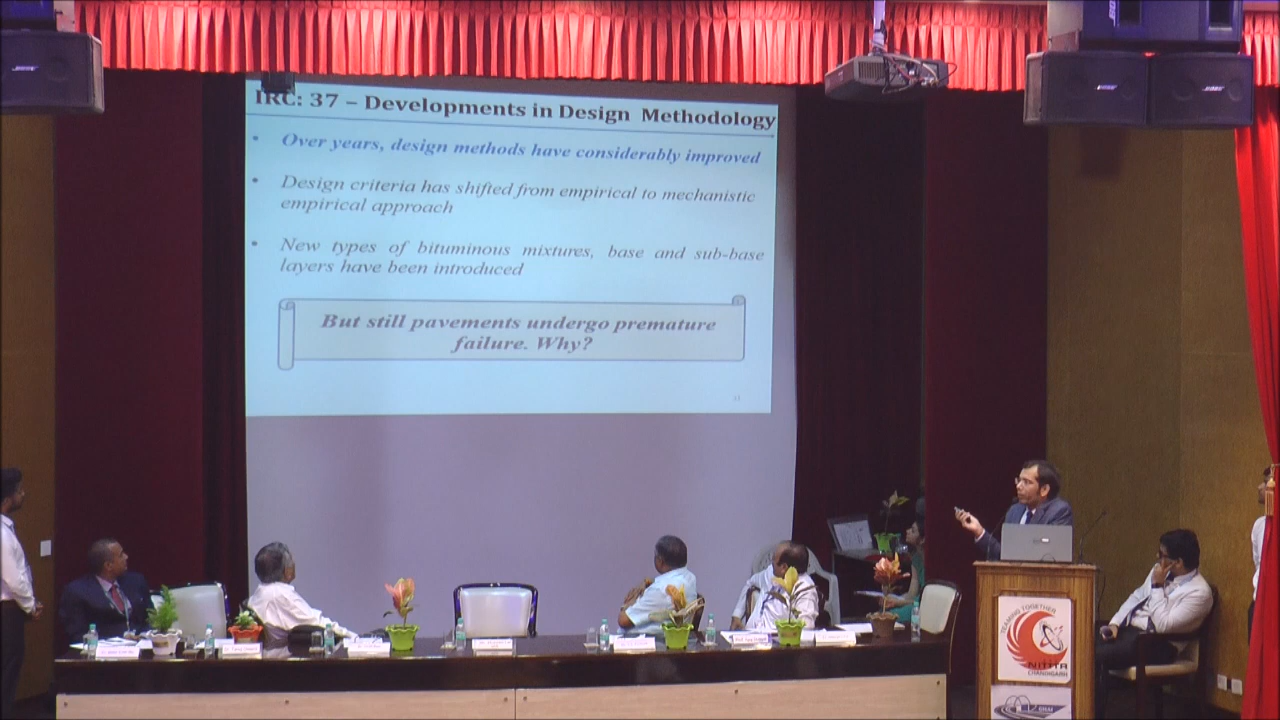 IRC: 37 – Developments in Design Methodology
• Over years, design methods have considerably improved
• Design criteria has shifted from empirical to mechanistic
empirical approach
• New types of bituminous mixtures, base and sub-base
layers have been introduced
But still pavements undergo premature
failure. Why?
BOSE
BOSE
TRAINING TOGETHER
NITTTR
CHANDIGARH